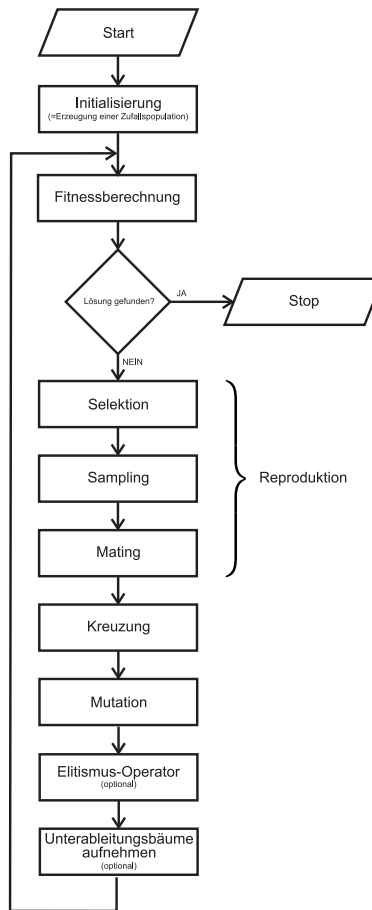 Start
Initialisierung
(=Erzeugung einer Zufallspopulation)
Fitnessberechnung
Lösung gefunden?
JA
Stop
NEIN
Selektion
Sampling
Reproduktion
Mating
Kreuzung
Mutation
Elitismus-Operator
(optional)
Unterableitungsbäume
aufnehmen
(optional)